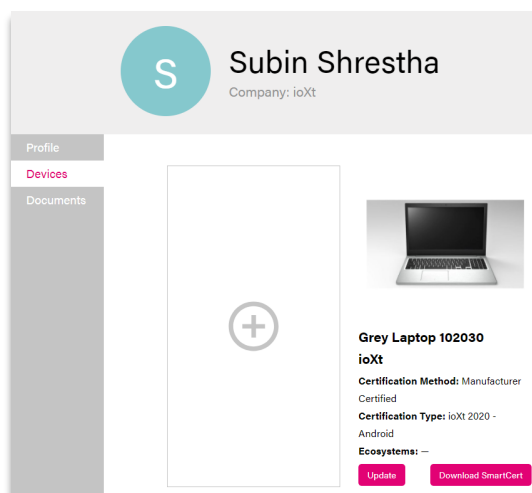 S
Subin Shrestha
Company: ioXt
Profile
Devices
Documents
Grey Laptop 102030
ioXt
Certification Method: Manufacturer
Certified
Certification Type: ioXt 2020 -
Android
Ecosystems: —
Update
Download SmartCert